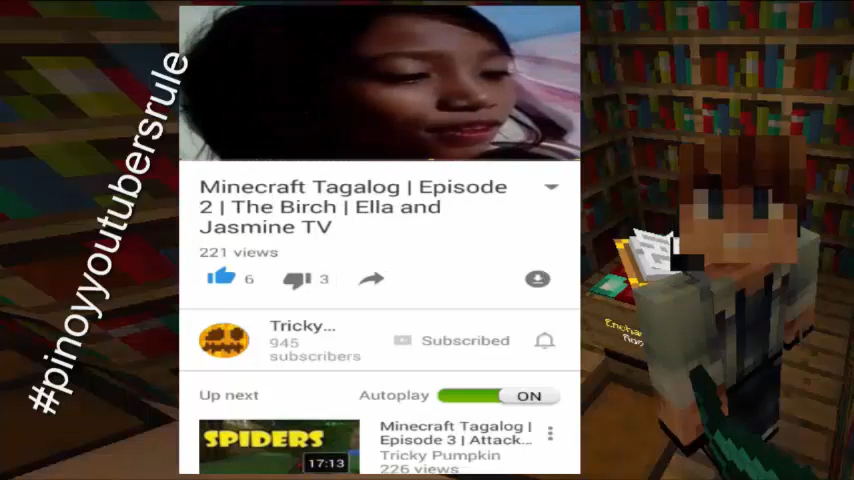 #pinoyyoutubersrule
Minecraft Tagalog | Episode
2 | The Birch | Ella and
Jasmine TV
221 views
6
3
Tricky...
945
subscribers
Subscribed
Up next
Autoplay
ON
SPIDERS
17:13
Minecraft Tagalog |
Episode 3 | Attack...
Tricky Pumpkin
226 views